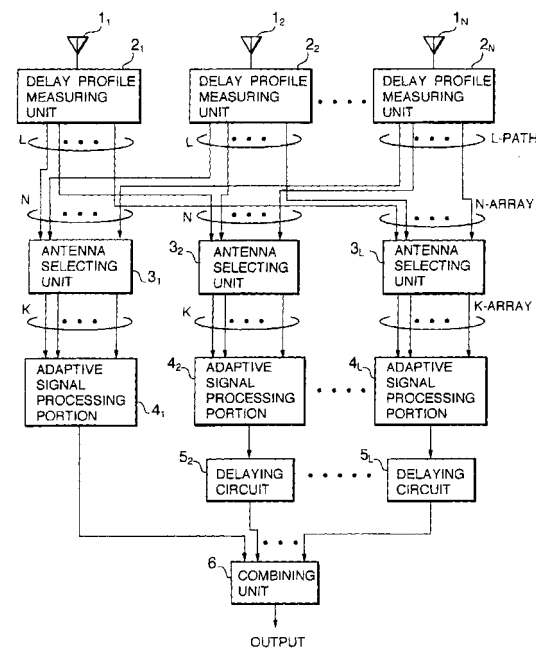 1₁
1₂
1N
2₁
2₂
2N
DELAY PROFILE
MEASURING
UNIT
DELAY PROFILE
MEASURING
UNIT
DELAY PROFILE
MEASURING
UNIT
L
L
L-PATH
N
N
N-ARRAY
ANTENNA
SELECTING
UNIT
3₁
3₂
ANTENNA
SELECTING
UNIT
3L
ANTENNA
SELECTING
UNIT
K
K
K-ARRAY
ADAPTIVE
SIGNAL
PROCESSING
PORTION
4₁
4₂
ADAPTIVE
SIGNAL
PROCESSING
PORTION
4L
ADAPTIVE
SIGNAL
PROCESSING
PORTION
5₂
DELAYING
CIRCUIT
5L
DELAYING
CIRCUIT
6
COMBINING
UNIT
OUTPUT